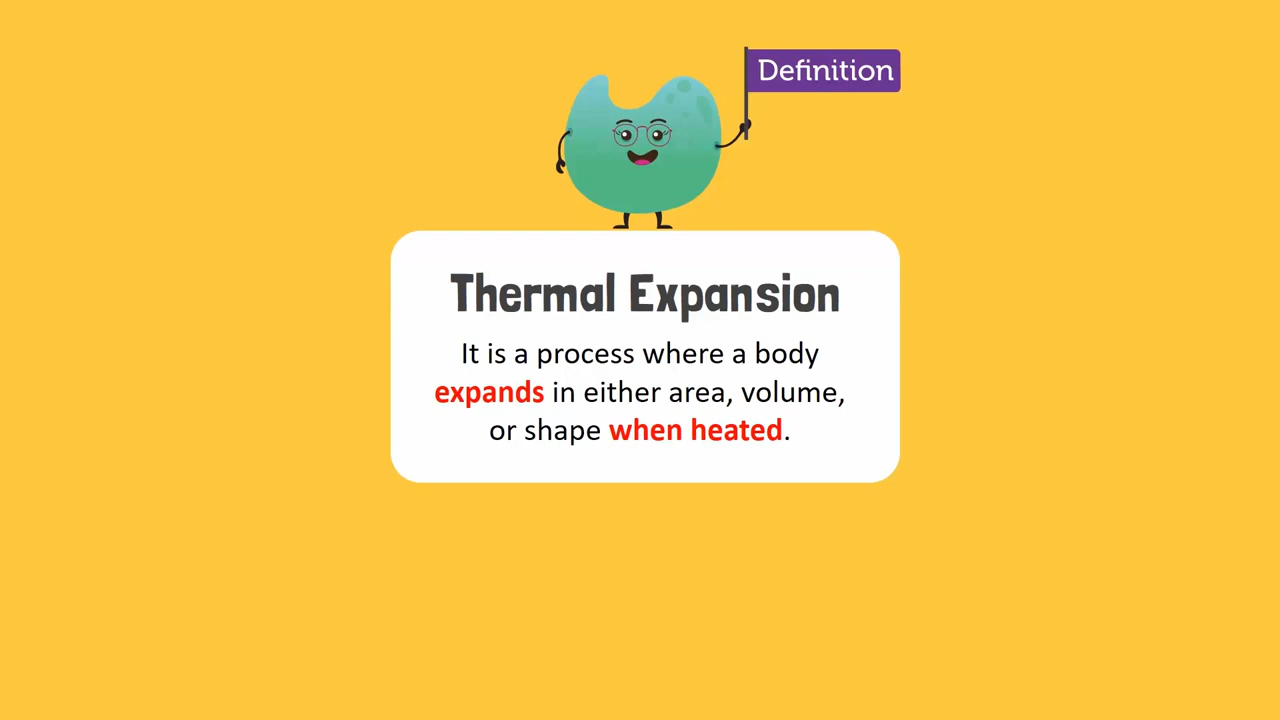 Definition
Thermal Expansion
It is a process where a body
expands in either area, volume,
or shape when heated.